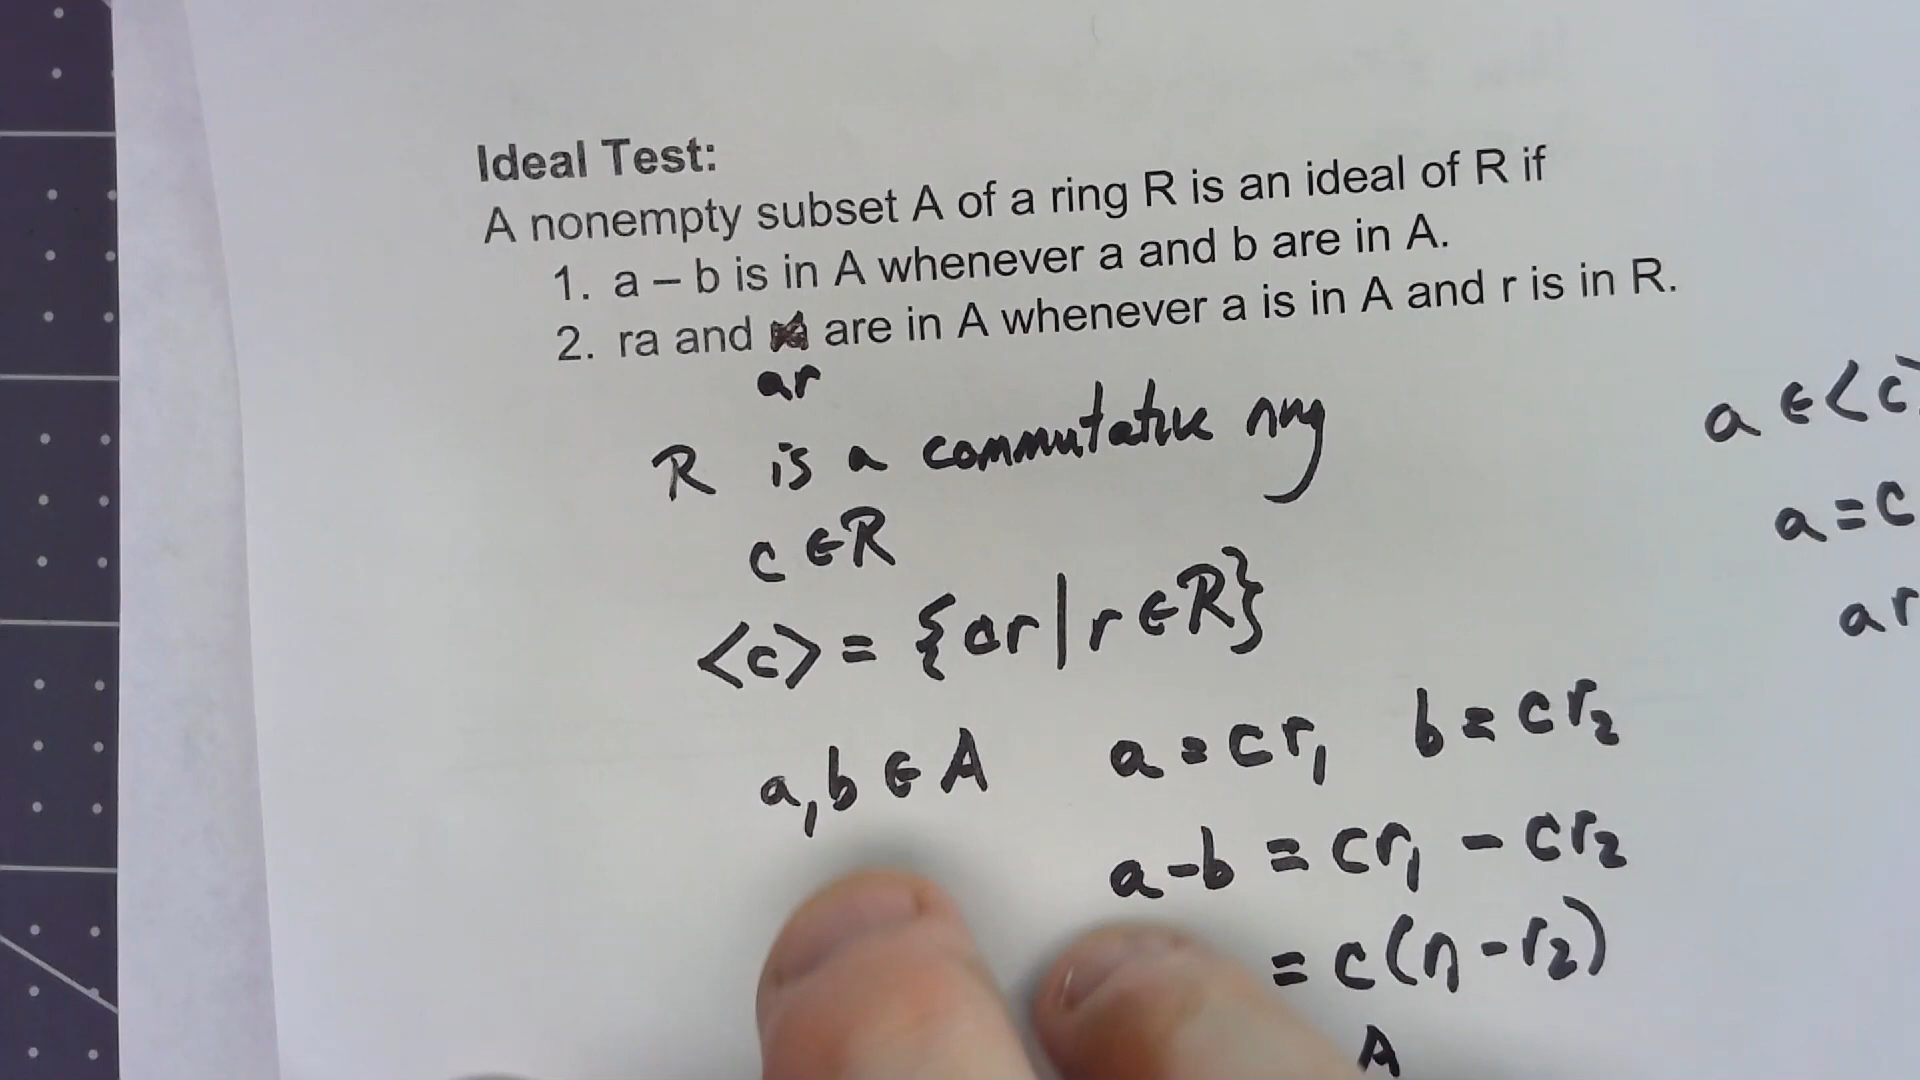 Ideal Test:
A nonempty subset A of a ring R is an ideal of R if
1. a – b is in A whenever a and b are in A.
2. ra and are in A whenever a is in A and r is in R.
ar
R is a commutative ring
c ∈ R
<c> = {cr | r ∈ R}
a, b ∈ A a = cr₁ b = cr₂
a - b = cr₁ - cr₂
= c(r₁ - r₂)
A
a ∈ <c
a = c
ar